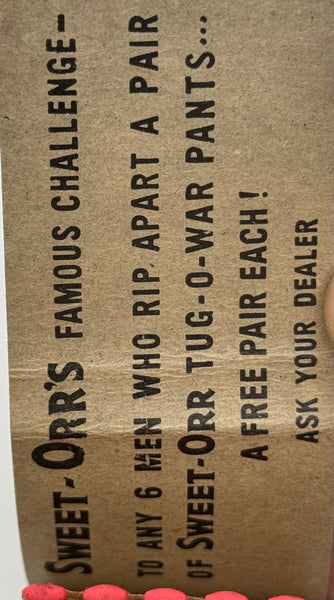 SWEET-ORR'S FAMOUS CHALLENGE—
TO ANY 6 MEN WHO RIP APART A PAIR
OF SWEET-ORR TUG-O-WAR PANTS...
A FREE PAIR EACH!
ASK YOUR DEALER